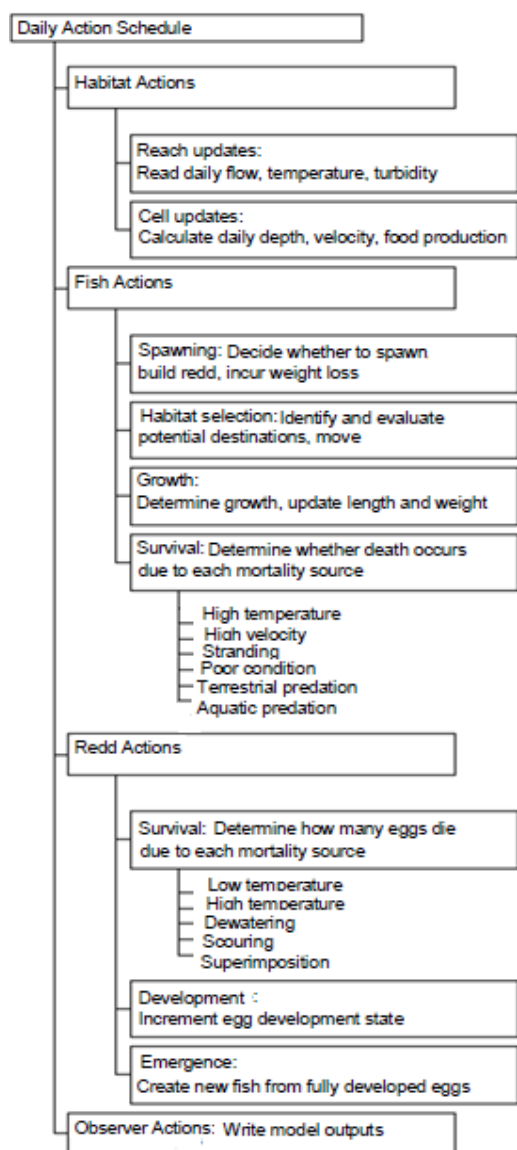 Daily Action Schedule
Habitat Actions
Reach updates:
Read daily flow, temperature, turbidity
Cell updates:
Calculate daily depth, velocity, food production
Fish Actions
Spawning: Decide whether to spawn
build redd, incur weight loss
Habitat selection: Identify and evaluate
potential destinations, move
Growth:
Determine growth, update length and weight
Survival: Determine whether death occurs
due to each mortality source
High temperature
High velocity
Stranding
Poor condition
Terrestrial predation
Aquatic predation
Redd Actions
Survival: Determine how many eggs die
due to each mortality source
Low temperature
High temperature
Dewatering
Scouring
Superimposition
Development :
Increment egg development state
Emergence:
Create new fish from fully developed eggs
Observer Actions: Write model outputs